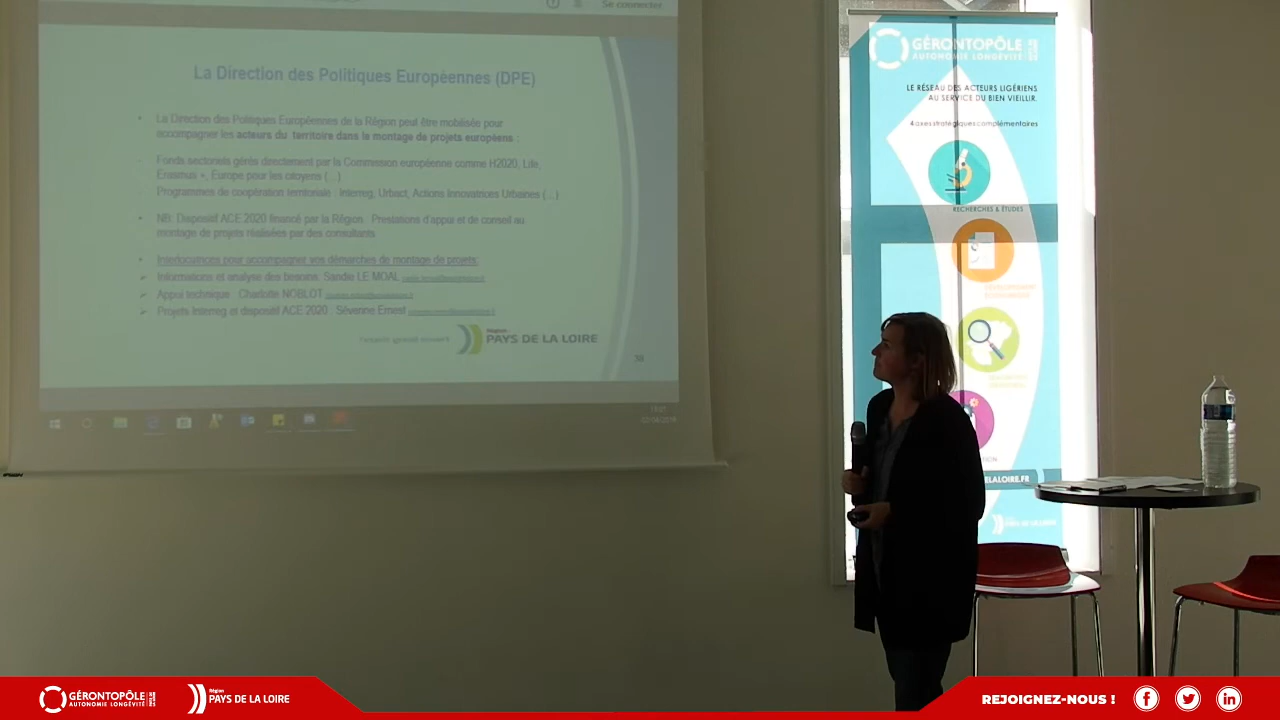 Se connecter
La Direction des Politiques Européennes (DPE)
La Direction des Politiques Européennes de la Région peut être mobilisée pour
accompagner les acteurs du territoire dans la montage de projets européens :
Fonds sectoriels gérés directement par la Commission européenne comme H2020, Life,
Erasmus +, Europe pour les citoyens (...)
Programmes de coopération territoriale : Interreg, Urbact, Actions Innovatrices Urbaines (...)
NB: Dispositif ACE 2020 financé par la Région : Prestations d'appui et de conseil au
montage de projets réalisées par des consultants
Interlocutrices pour accompagner vos démarches de montage de projets:
Informations et analyse des besoins: Sandie LE MOAL
Appui technique : Charlotte NOBLOT
Projets Interreg et dispositif ACE 2020 : Sévenne Ernest
Région
PAYS DE LA LOIRE
38
GÉRONTOPÔLE
AUTONOMIE LONGÉVITÉ
LE RÉSEAU DES ACTEURS LIGÉRIENS
AU SERVICE DU BIEN VIEILLIR.
4 axes stratégiques complémentaires
RECHERCHES & ÉTUDES
ELALOIRE.FR
GÉRONTOPÔLE
AUTONOMIE LONGÉVITÉ
Région
PAYS DE LA LOIRE
REJOIGNEZ-NOUS !